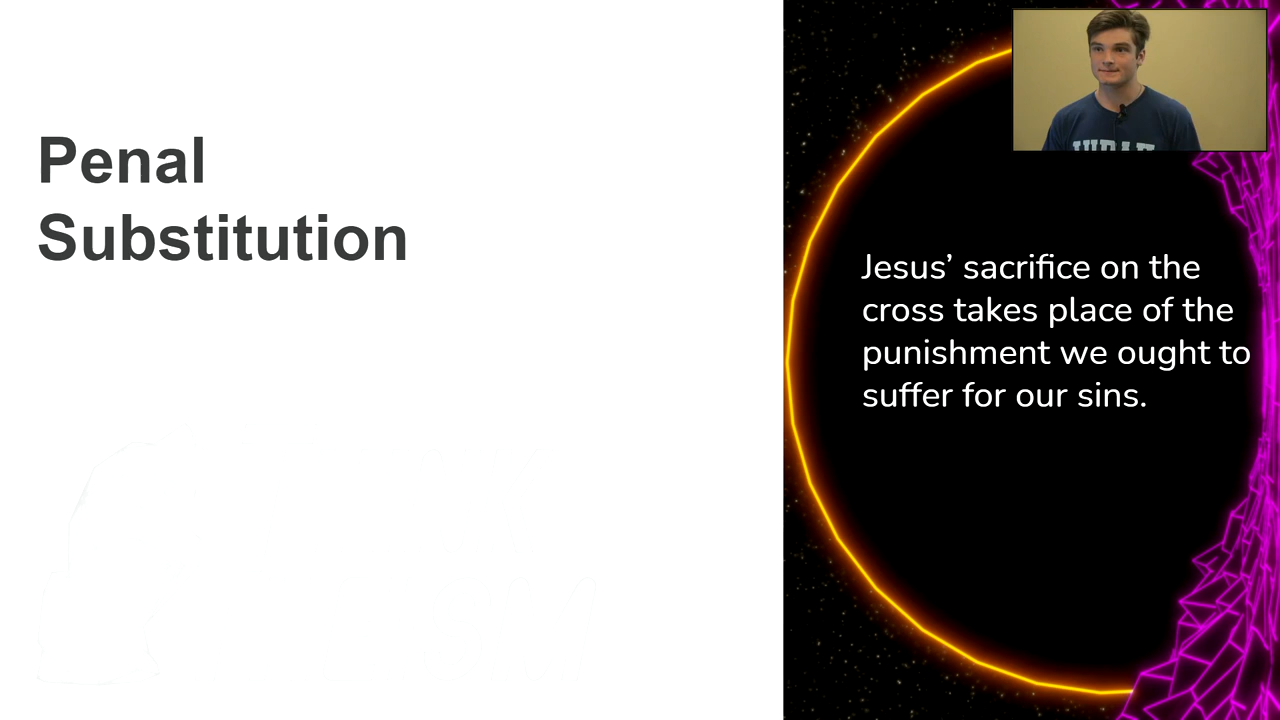 Penal
Substitution
Jesus’ sacrifice on the
cross takes place of the
punishment we ought to
suffer for our sins.